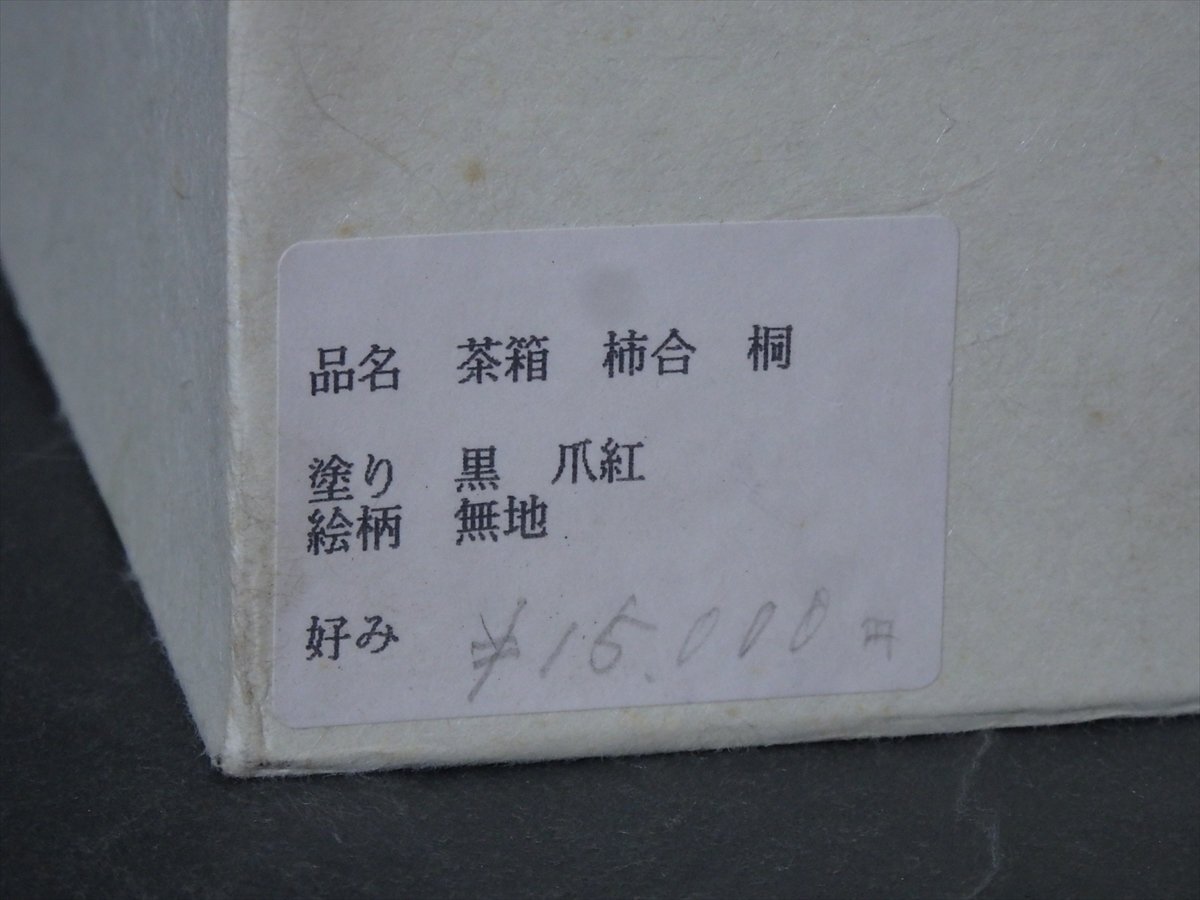 品名 茶箱 柿合 桐
塗り 黒 爪紅
絵柄 無地
好み ¥15.000円